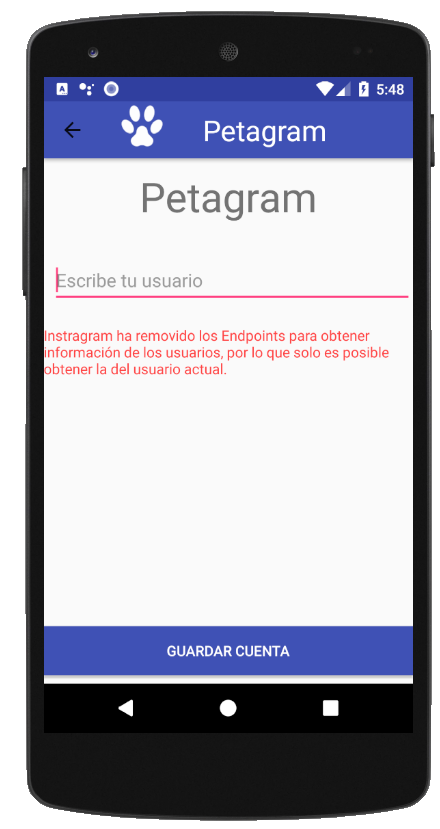 5:48
Petagram
Petagram
Escribe tu usuario
Instragram ha removido los Endpoints para obtener
información de los usuarios, por lo que solo es posible
obtener la del usuario actual.
GUARDAR CUENTA